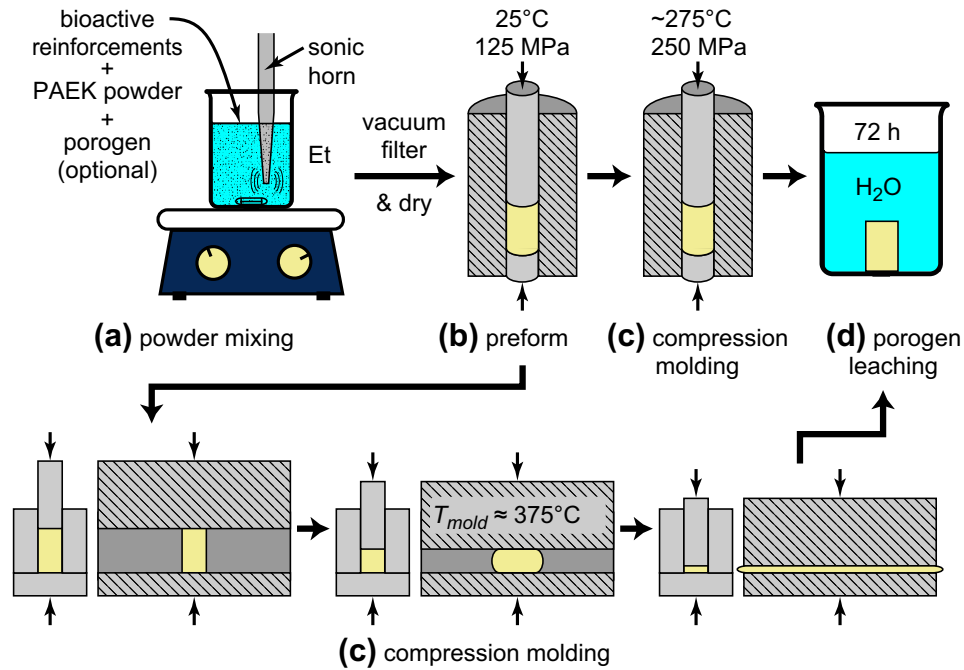 bioactive
reinforcements
+
PAEK powder
+
porogen
(optional)
sonic
horn
Et
vacuum
filter
& dry
25°C
125 MPa
~275°C
250 MPa
72 h
H₂O
(a) powder mixing
(b) preform
(c) compression
molding
(d) porogen
leaching
T_mold ≈ 375°C
(c) compression molding